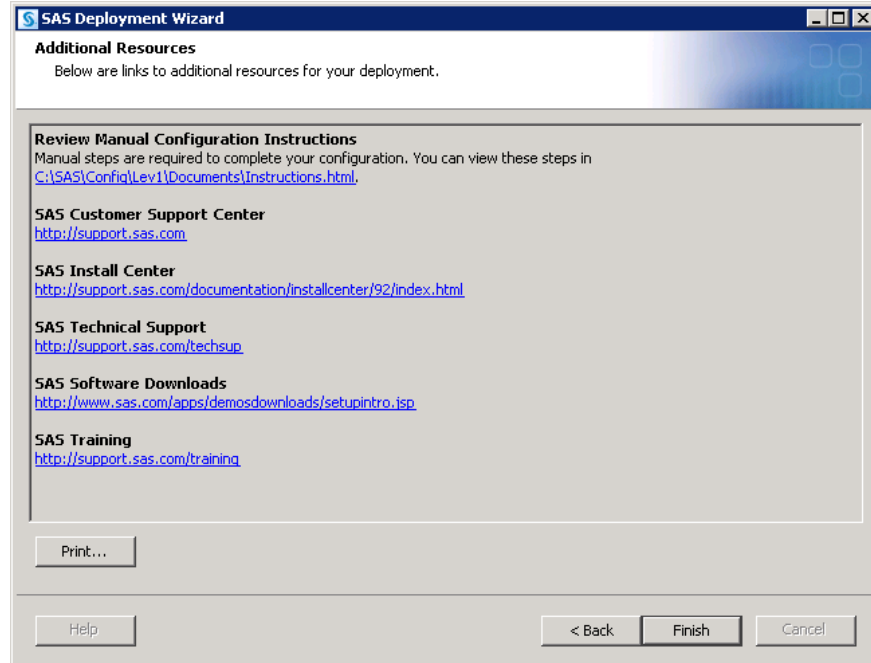 SAS Deployment Wizard
Additional Resources
Below are links to additional resources for your deployment.
Review Manual Configuration Instructions
Manual steps are required to complete your configuration. You can view these steps in
C:\SAS\Config\Lev1\Documents\Instructions.html.
SAS Customer Support Center
http://support.sas.com
SAS Install Center
http://support.sas.com/documentation/installcenter/92/index.html
SAS Technical Support
http://support.sas.com/techsup
SAS Software Downloads
http://www.sas.com/apps/demosdownloads/setupintro.jsp
SAS Training
http://support.sas.com/training
Print...
Help
< Back
Finish
Cancel